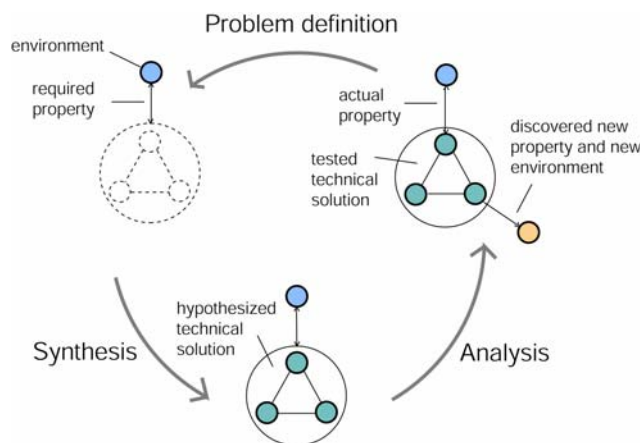 Problem definition
environment
required
property
actual
property
discovered new
property and new
environment
tested
technical
solution
hypothesized
technical
solution
Synthesis
Analysis